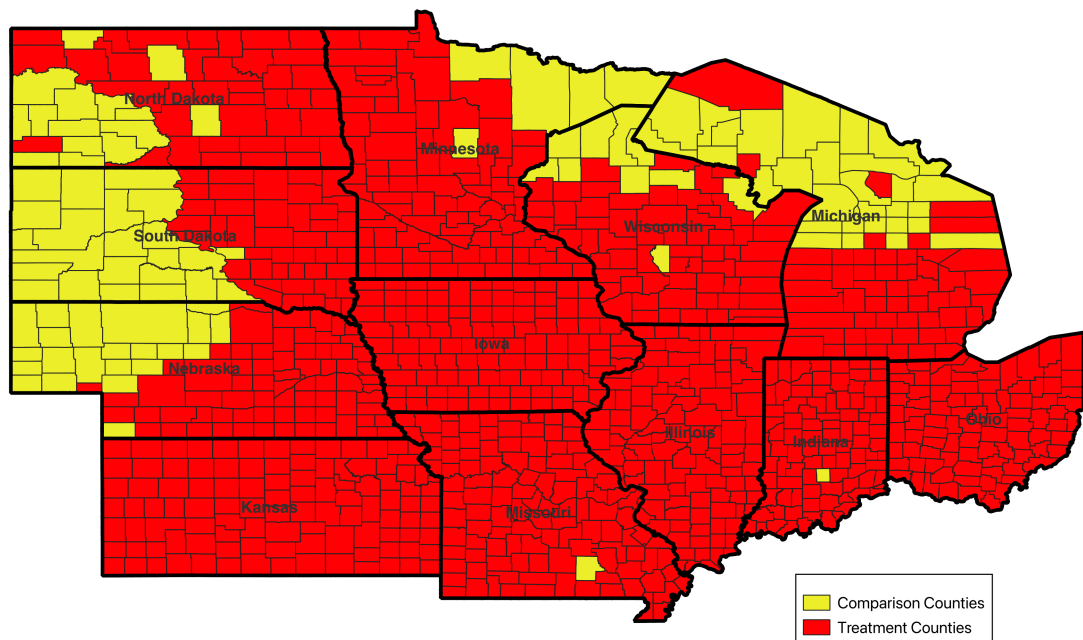 North Dakota
Minnesota
South Dakota
Wisconsin
Michigan
Iowa
Nebraska
Illinois
Indiana
Ohio
Kansas
Missouri
Comparison Counties
Treatment Counties